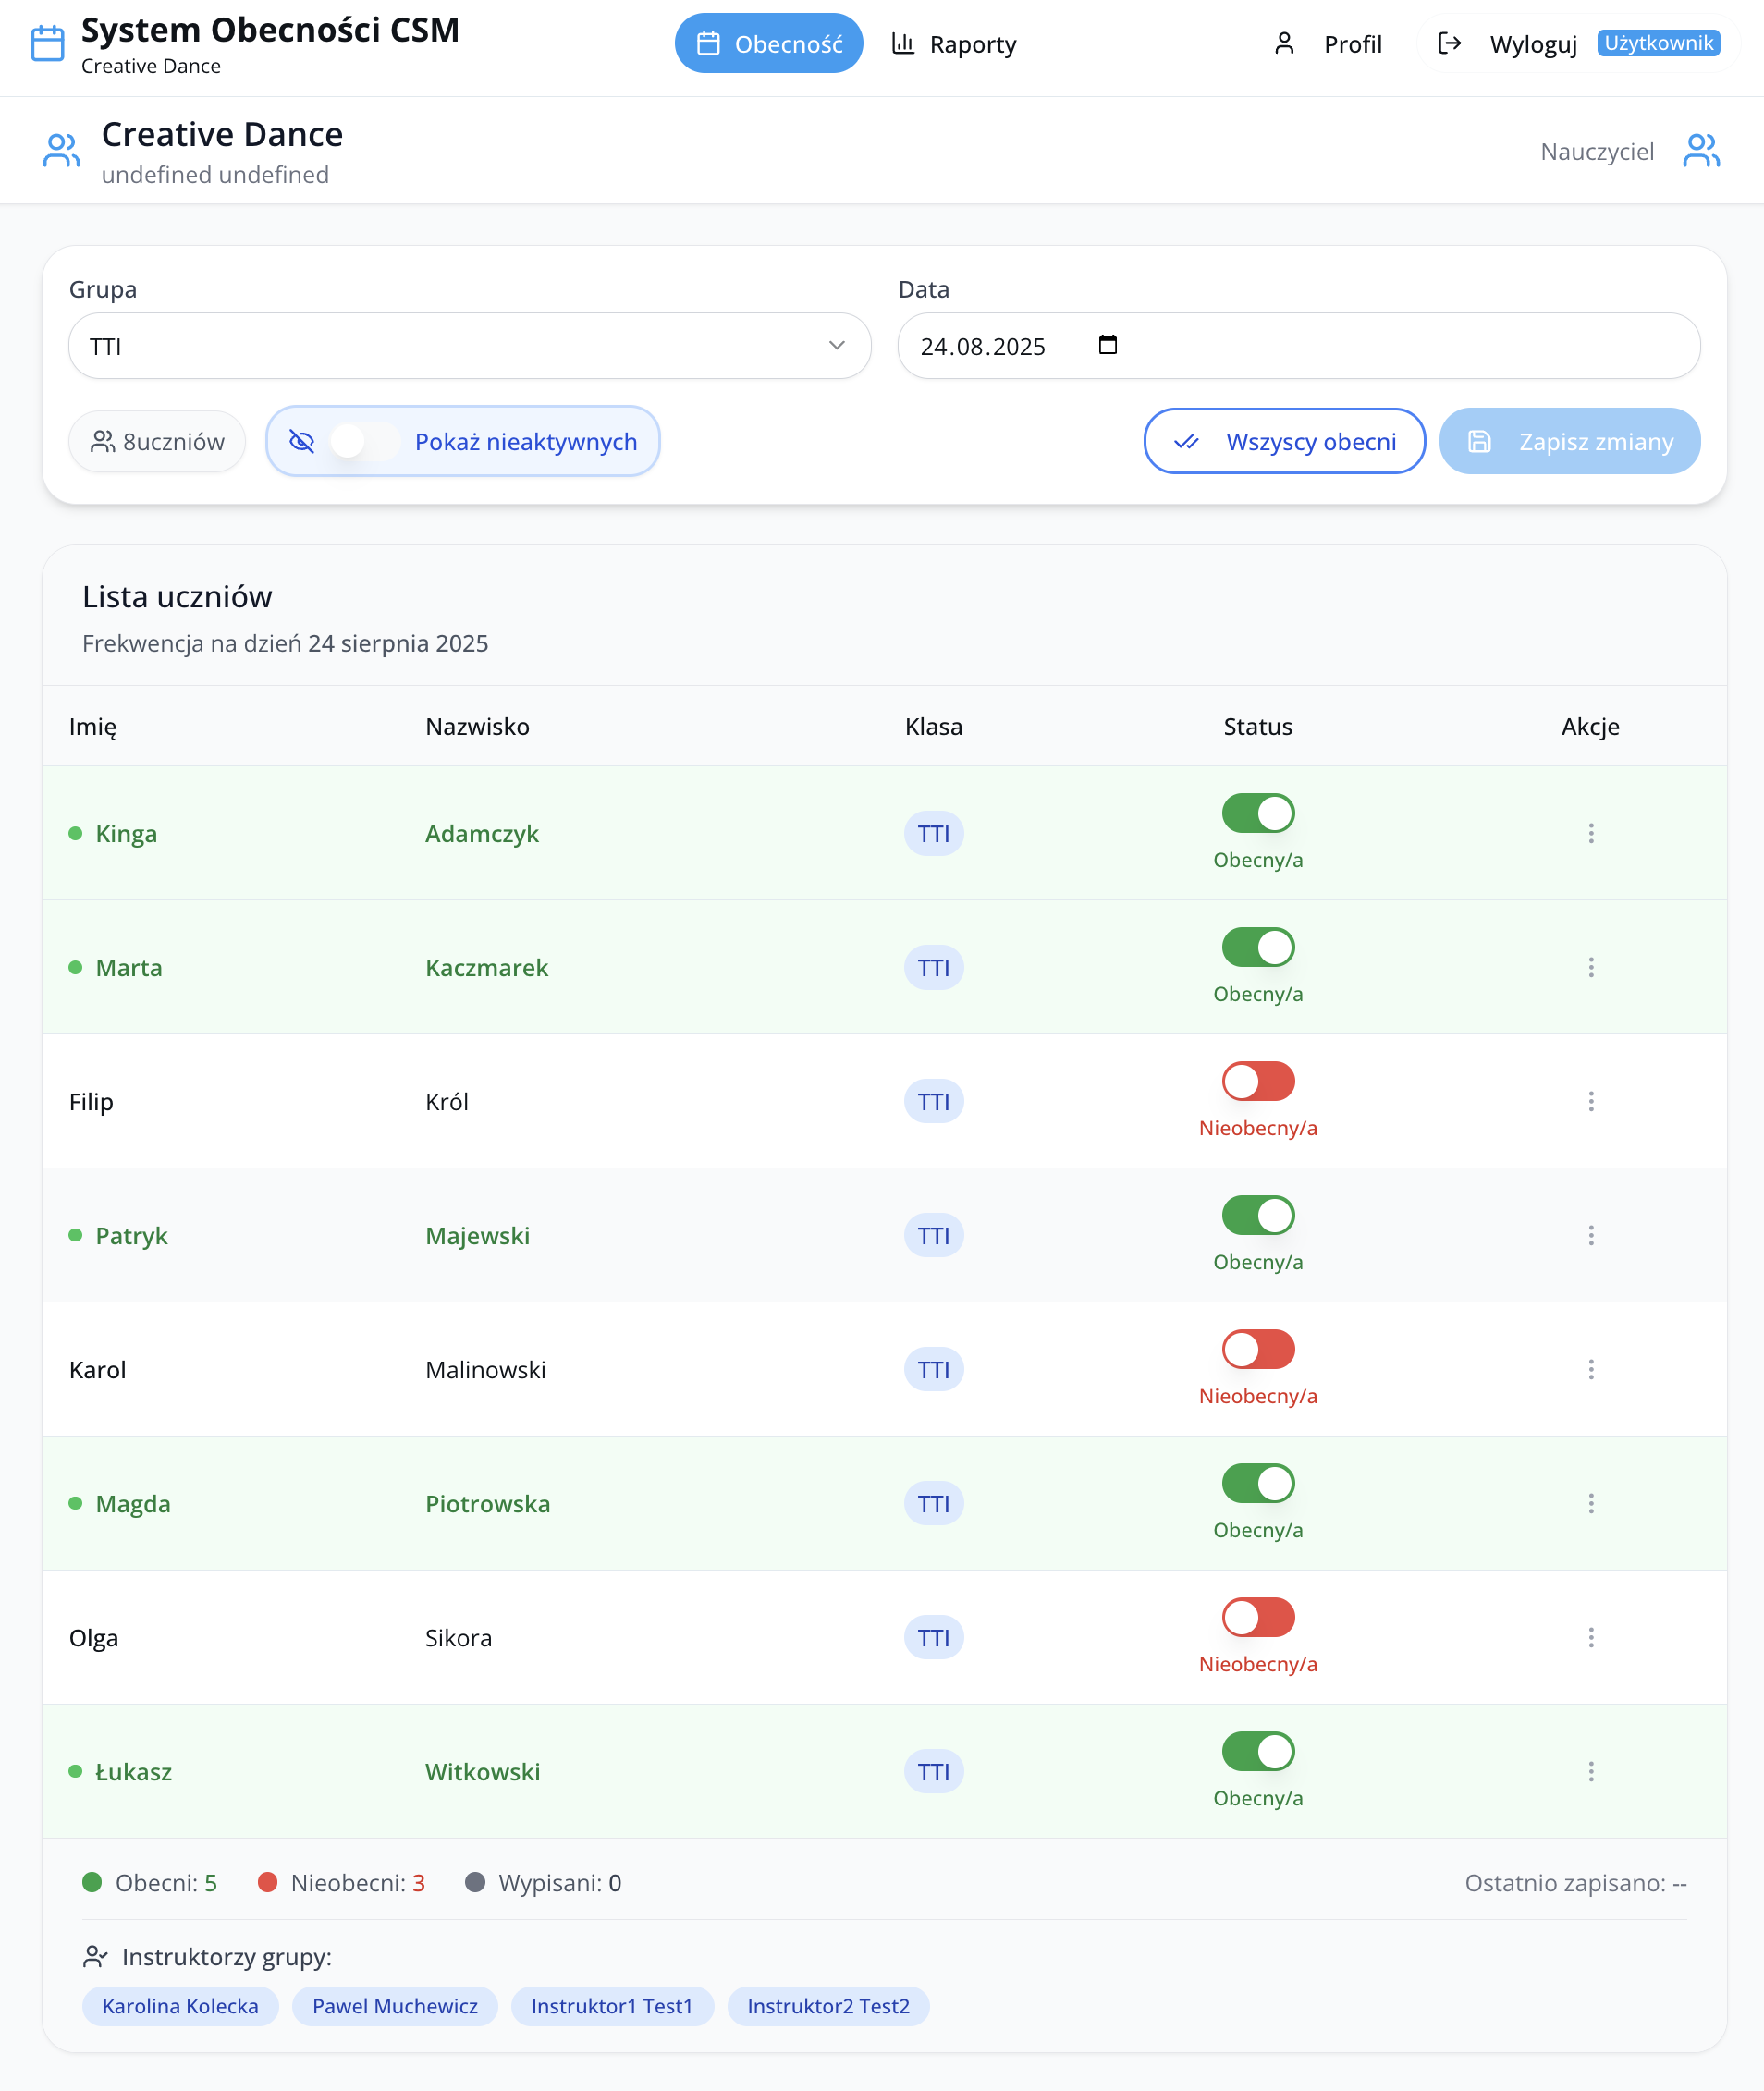 System Obecności CSM
Creative Dance
Obecność
Raporty
Profil
Wyloguj
Użytkownik
Creative Dance
undefined undefined
Nauczyciel
Grupa
Data
TTI
24.08.2025
8uczniów
Pokaż nieaktywnych
Wszyscy obecni
Zapisz zmiany
Lista uczniów
Frekwencja na dzień 24 sierpnia 2025
Imię Nazwisko Klasa Status Akcje
Kinga Adamczyk TTI Obecny/a
Marta Kaczmarek TTI Obecny/a
Filip Król TTI Nieobecny/a
Patryk Majewski TTI Obecny/a
Karol Malinowski TTI Nieobecny/a
Magda Piotrowska TTI Obecny/a
Olga Sikora TTI Nieobecny/a
Łukasz Witkowski TTI Obecny/a
Obecni: 5 Nieobecni: 3 Wypisani: 0 Ostatnio zapisano: --
Instruktorzy grupy:
Karolina Kolecka Pawel Muchewicz Instruktor1 Test1 Instruktor2 Test2